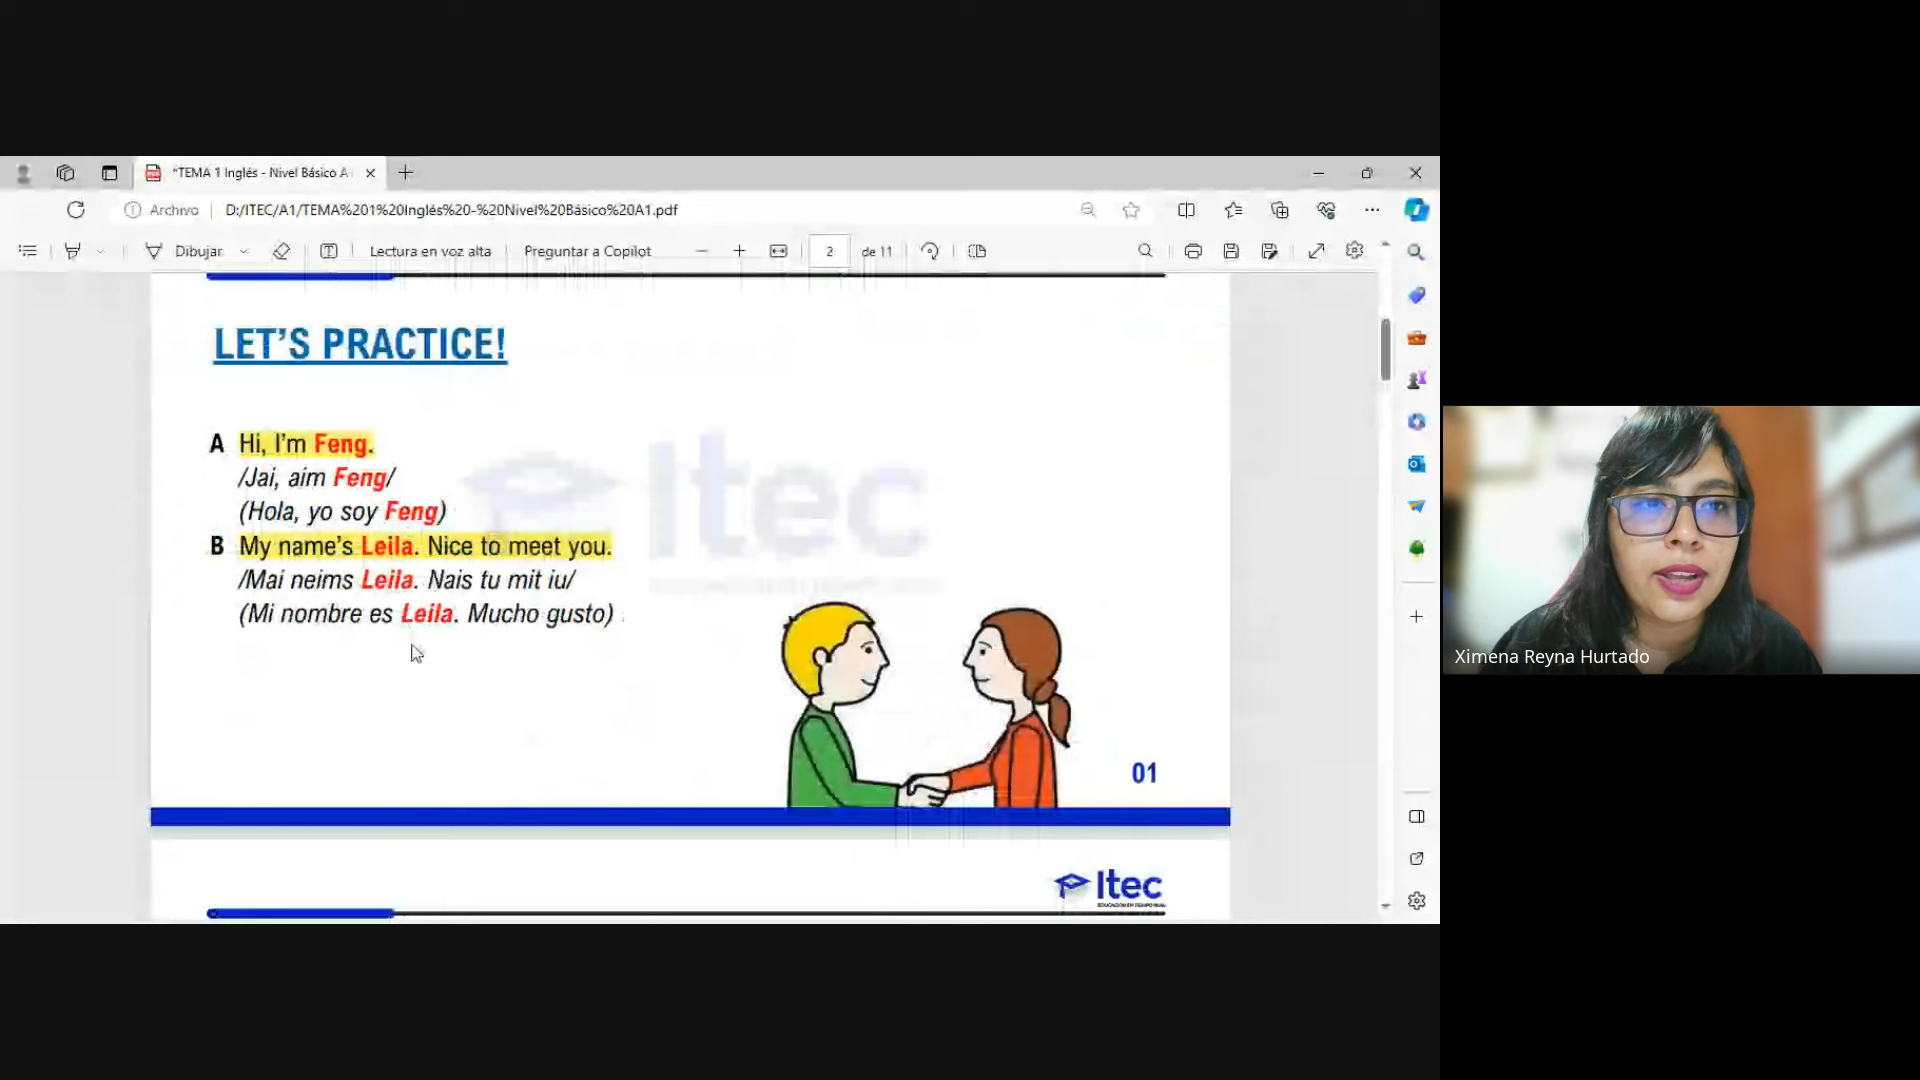 *TEMA 1 Inglés - Nivel Básico A
Archivo
D:/ITEC/A1/TEMA%201%20Inglés%20-%20Nivel%20Básico%20A1.pdf
Dibujar
Lectura en voz alta
Preguntar a Copilot
2
de 11
LET'S PRACTICE!
A Hi, I'm Feng.
/Jai, aim Feng/
(Hola, yo soy Feng)
B My name's Leila. Nice to meet you.
/Mai neims Leila. Nais tu mit iu/
(Mi nombre es Leila. Mucho gusto)
Itec
01
Itec
Ximena Reyna Hurtado